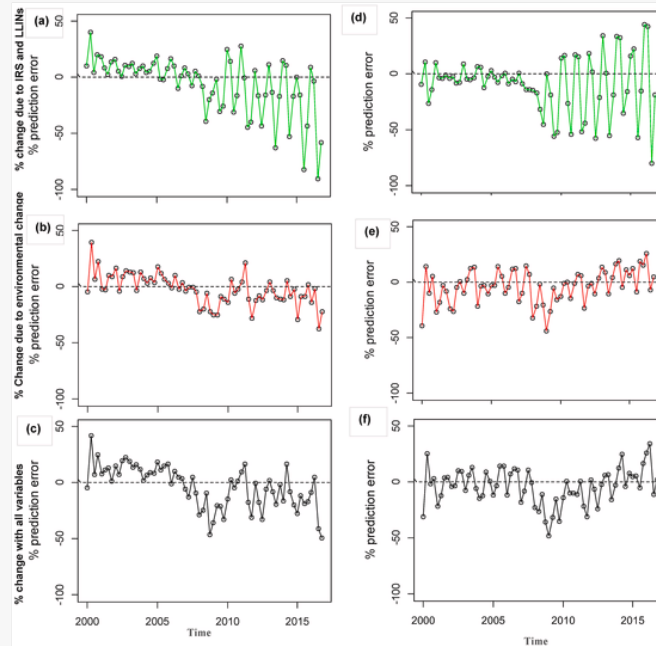 (a)
% change due to IRS and LLINs
% prediction error
50
0
-50
-100
(d)
% prediction error
50
0
-50
-100
(b)
% Change due to environmental change
% prediction error
50
0
-50
-100
(e)
% prediction error
50
0
-50
-100
(c)
% change with all variables
% prediction error
50
0
-50
-100
2000 2005 2010 2015
Time
(f)
% prediction error
50
0
-50
-100
2000 2005 2010 2015
Time